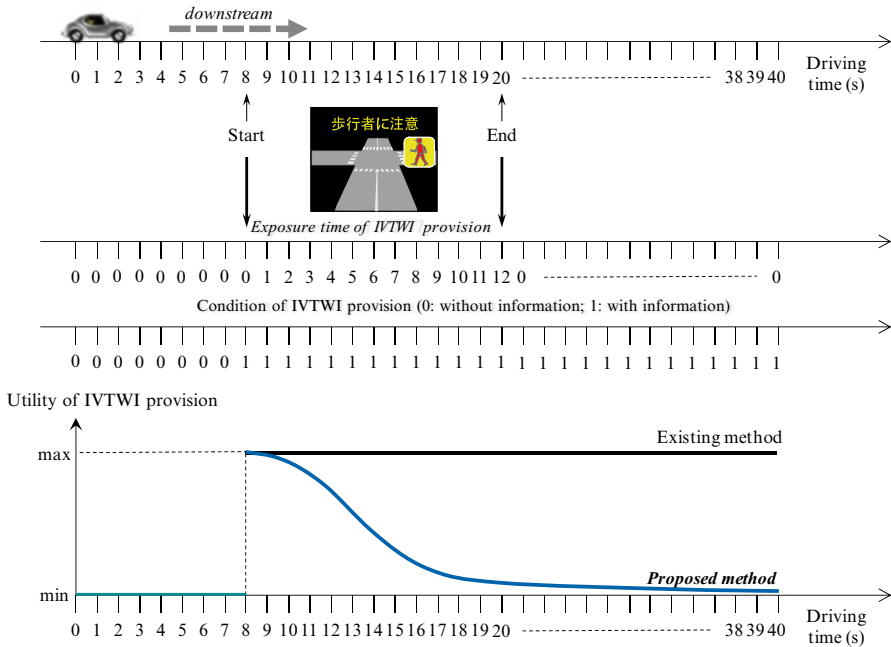 downstream
0 1 2 3 4 5 6 7 8 9 10 11 12 13 14 15 16 17 18 19 20 38 39 40
Driving time (s)
Start
歩行者に注意
End
Exposure time of IVTWI provision
0 0 0 0 0 0 0 0 0 1 2 3 4 5 6 7 8 9 10 11 12 0 0
Condition of IVTWI provision (0: without information; 1: with information)
0 0 0 0 0 0 0 0 1 1 1 1 1 1 1 1 1 1 1 1 1 1 1 1 1 1 1 1 1 1 1 1 1 1
Utility of IVTWI provision
Existing method
max
Proposed method
min
0 1 2 3 4 5 6 7 8 9 10 11 12 13 14 15 16 17 18 19 20 38 39 40
Driving time (s)